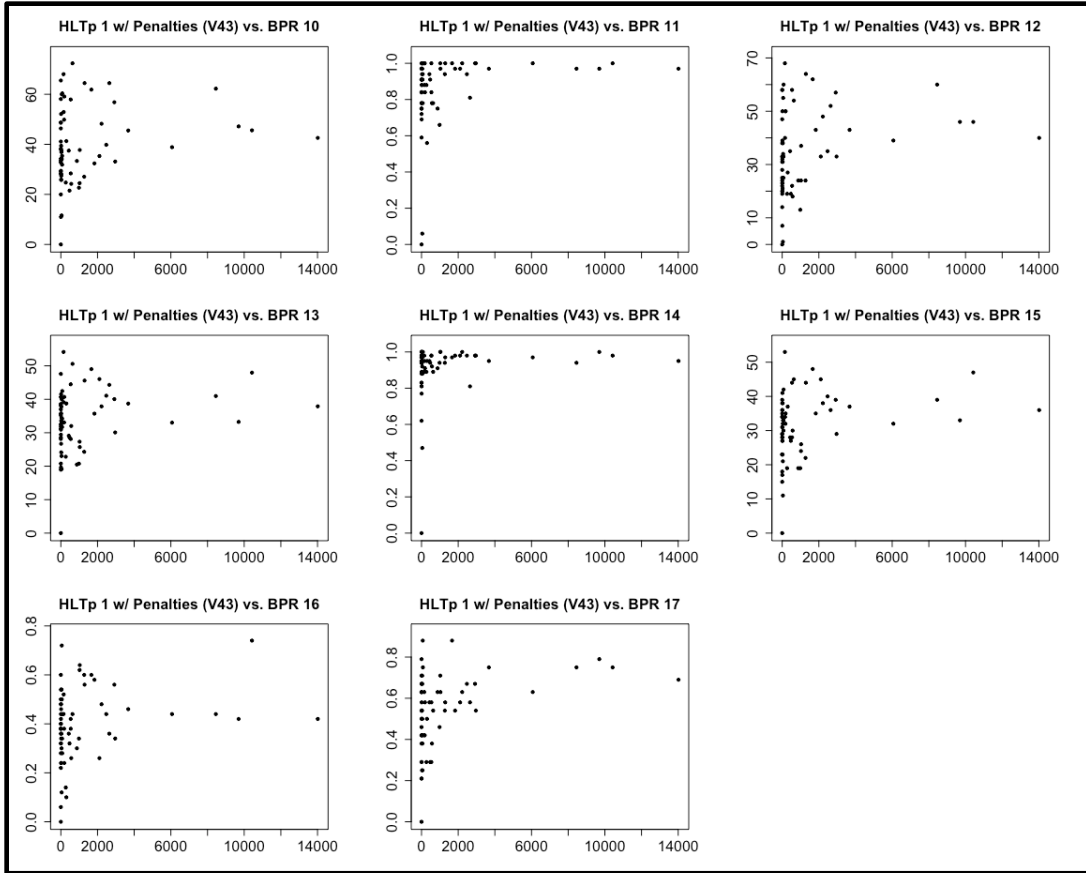 HLTp 1 w/ Penalties (V43) vs. BPR 10
0 20 40 60
0 2000 6000 10000 14000
HLTp 1 w/ Penalties (V43) vs. BPR 11
0.0 0.2 0.4 0.6 0.8 1.0
0 2000 6000 10000 14000
HLTp 1 w/ Penalties (V43) vs. BPR 12
0 10 30 50 70
0 2000 6000 10000 14000
HLTp 1 w/ Penalties (V43) vs. BPR 13
0 10 20 30 40 50
0 2000 6000 10000 14000
HLTp 1 w/ Penalties (V43) vs. BPR 14
0.0 0.2 0.4 0.6 0.8 1.0
0 2000 6000 10000 14000
HLTp 1 w/ Penalties (V43) vs. BPR 15
0 10 20 30 40 50
0 2000 6000 10000 14000
HLTp 1 w/ Penalties (V43) vs. BPR 16
0.0 0.2 0.4 0.6 0.8
0 2000 6000 10000 14000
HLTp 1 w/ Penalties (V43) vs. BPR 17
0.0 0.2 0.4 0.6 0.8
0 2000 6000 10000 14000